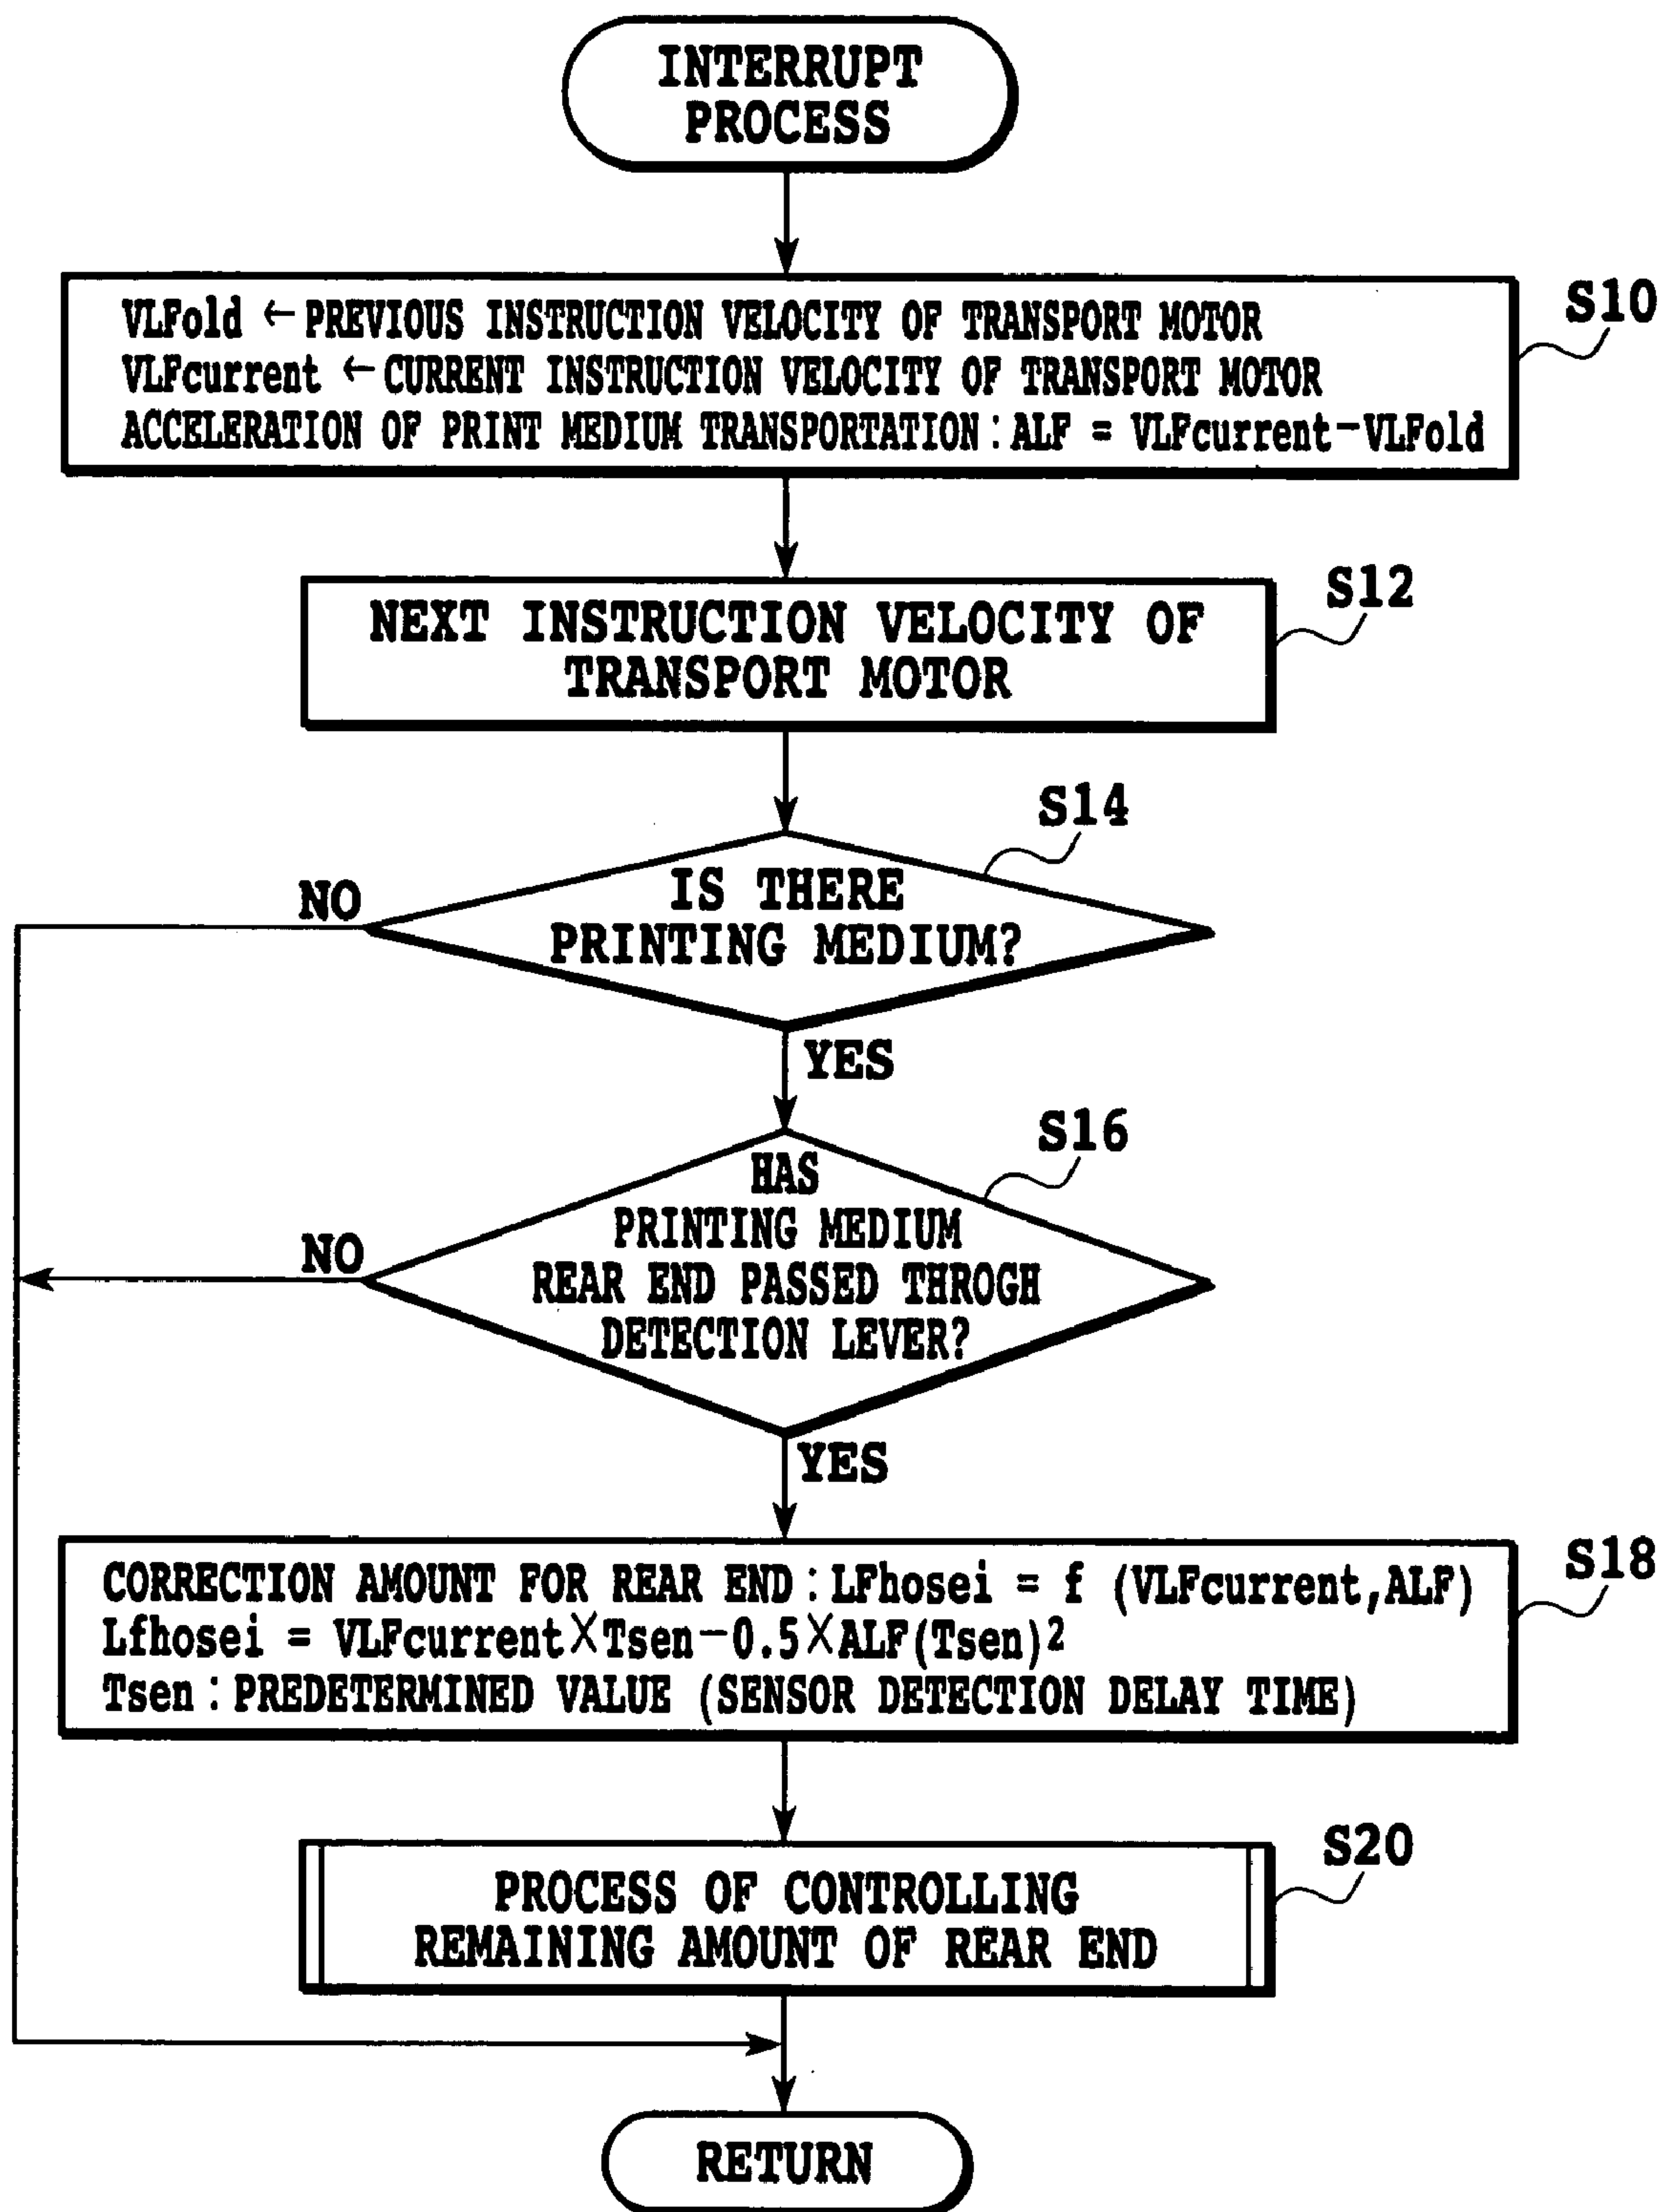 INTERRUPT
PROCESS
S10
VLFold ←PREVIOUS INSTRUCTION VELOCITY OF TRANSPORT MOTOR
VLFcurrent ←CURRENT INSTRUCTION VELOCITY OF TRANSPORT MOTOR
ACCELERATION OF PRINT MEDIUM TRANSPORTATION : ALF = VLFcurrent-VLFold
S12
NEXT INSTRUCTION VELOCITY OF
TRANSPORT MOTOR
S14
IS THERE
PRINTING MEDIUM?
NO
YES
S16
HAS
PRINTING MEDIUM
REAR END PASSED THROGH
DETECTION LEVER?
NO
YES
S18
CORRECTION AMOUNT FOR REAR END : LFhosei = f (VLFcurrent,ALF)
Lfhosei = VLFcurrent×Tsen-0.5×ALF(Tsen)²
Tsen : PREDETERMINED VALUE (SENSOR DETECTION DELAY TIME)
S20
PROCESS OF CONTROLLING
REMAINING AMOUNT OF REAR END
RETURN